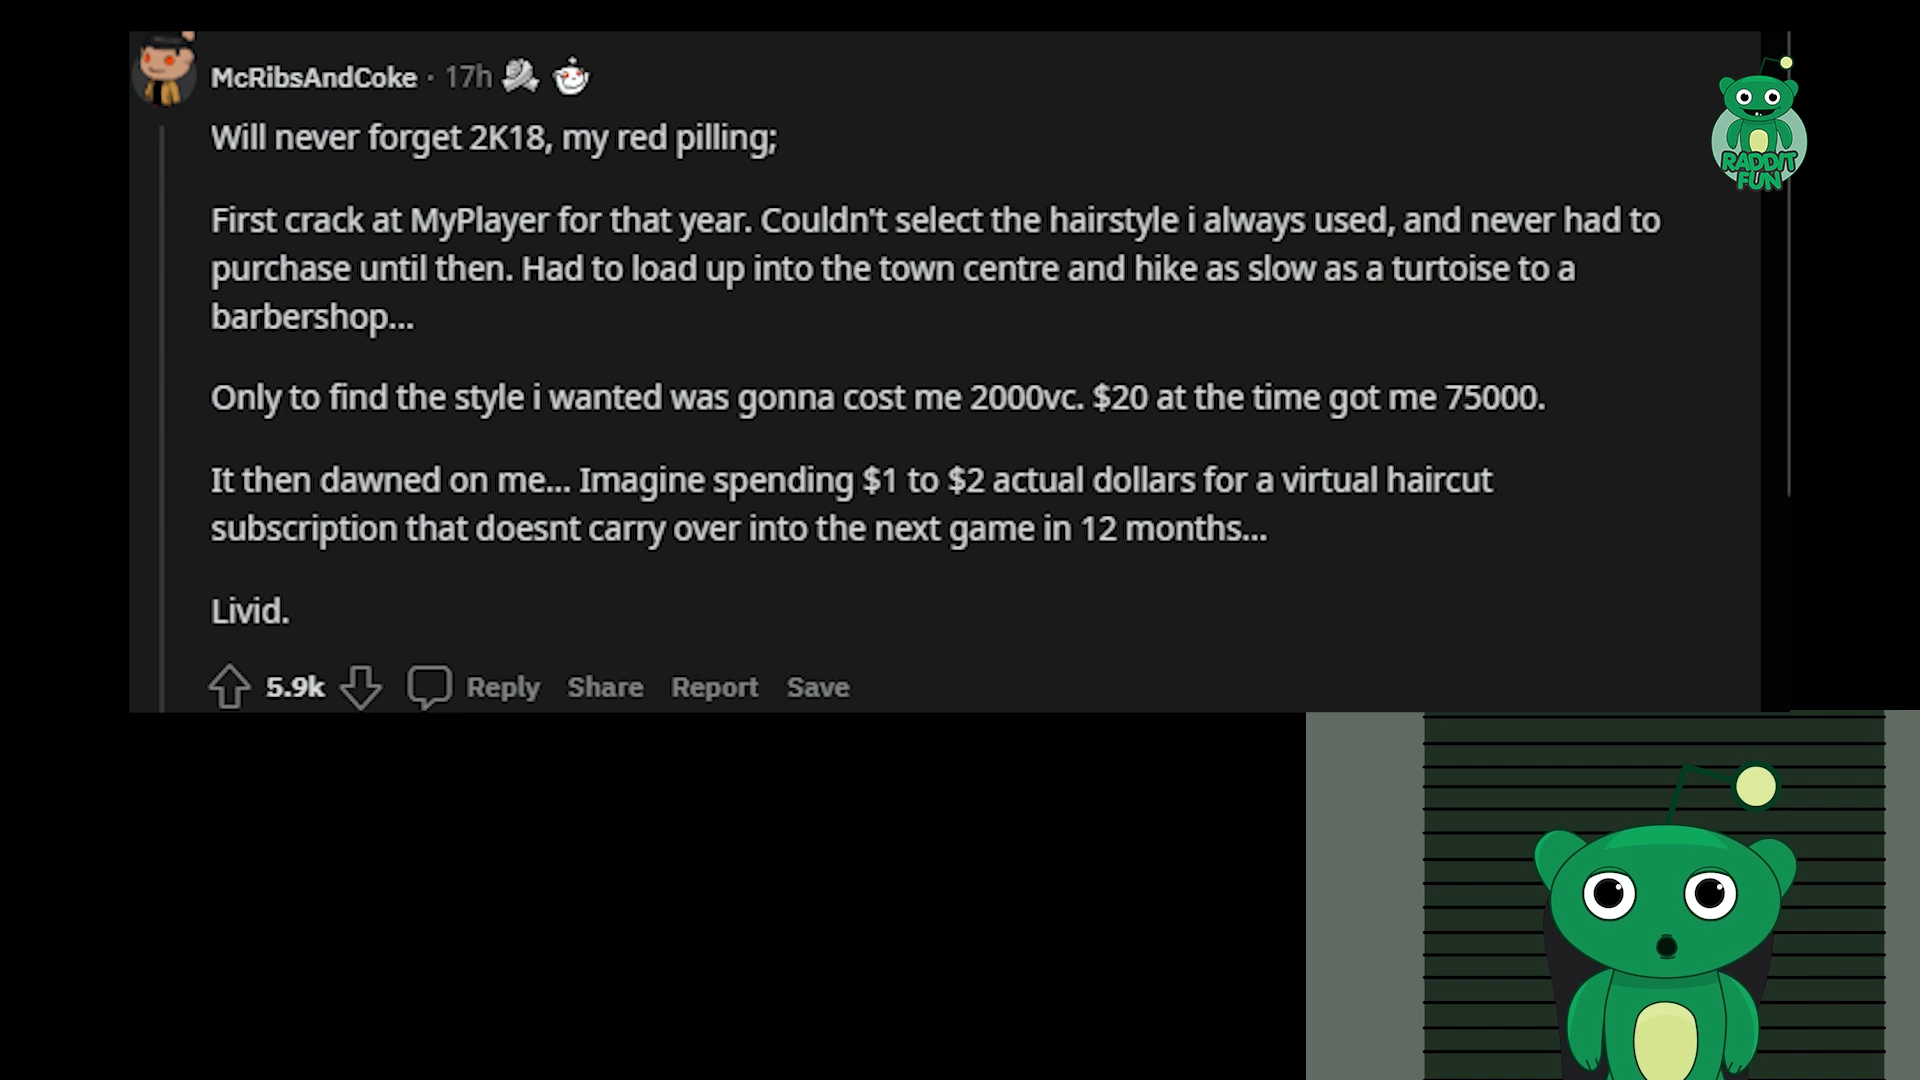 McRibsAndCoke · 17h
Will never forget 2K18, my red pilling;
First crack at MyPlayer for that year. Couldn't select the hairstyle i always used, and never had to
purchase until then. Had to load up into the town centre and hike as slow as a turtoise to a
barbershop...
Only to find the style i wanted was gonna cost me 2000vc. $20 at the time got me 75000.
It then dawned on me... Imagine spending $1 to $2 actual dollars for a virtual haircut
subscription that doesnt carry over into the next game in 12 months...
Livid.
5.9k Reply Share Report Save
RADDIT
FUN